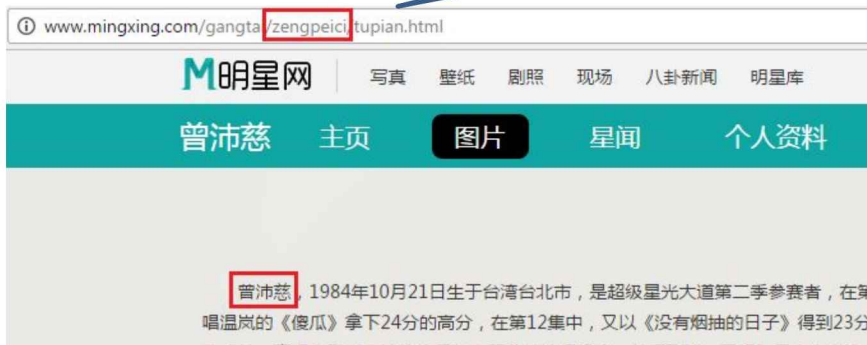 www.mingxing.com/gangtai/zengpeici/tupian.html
M明星网 写真 壁纸 剧照 现场 八卦新闻 明星库
曾沛慈 主页 图片 星闻 个人资料
曾沛慈，1984年10月21日生于台湾台北市，是超级星光大道第二季参赛者，在第
唱温岚的《傻瓜》拿下24分的高分，在第12集中，又以《没有烟抽的日子》得到23分